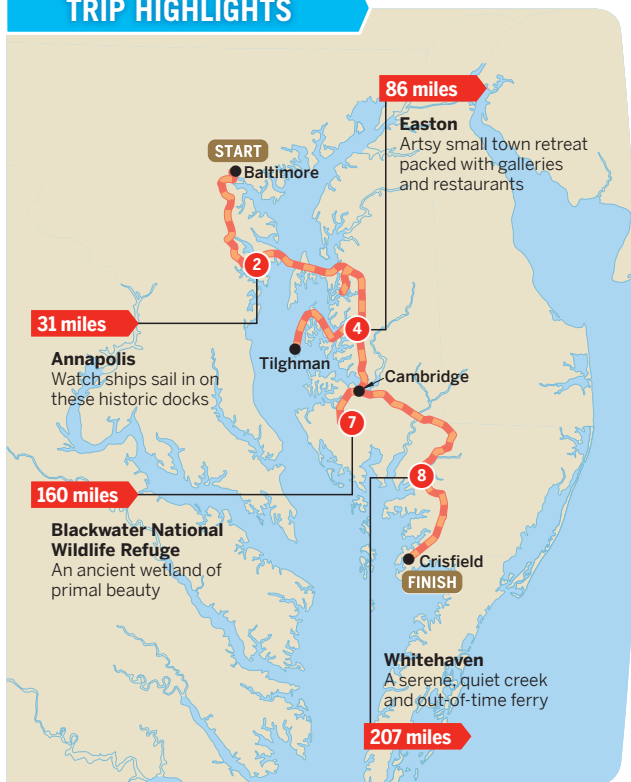 TRIP HIGHLIGHTS
86 miles
Easton
Artsy small town retreat
packed with galleries
and restaurants
START
Baltimore
2
31 miles
Annapolis
Watch ships sail in on
these historic docks
4
Tilghman
Cambridge
7
8
160 miles
Blackwater National
Wildlife Refuge
An ancient wetland of
primal beauty
Crisfield
FINISH
Whitehaven
A serene, quiet creek
and out-of-time ferry
207 miles